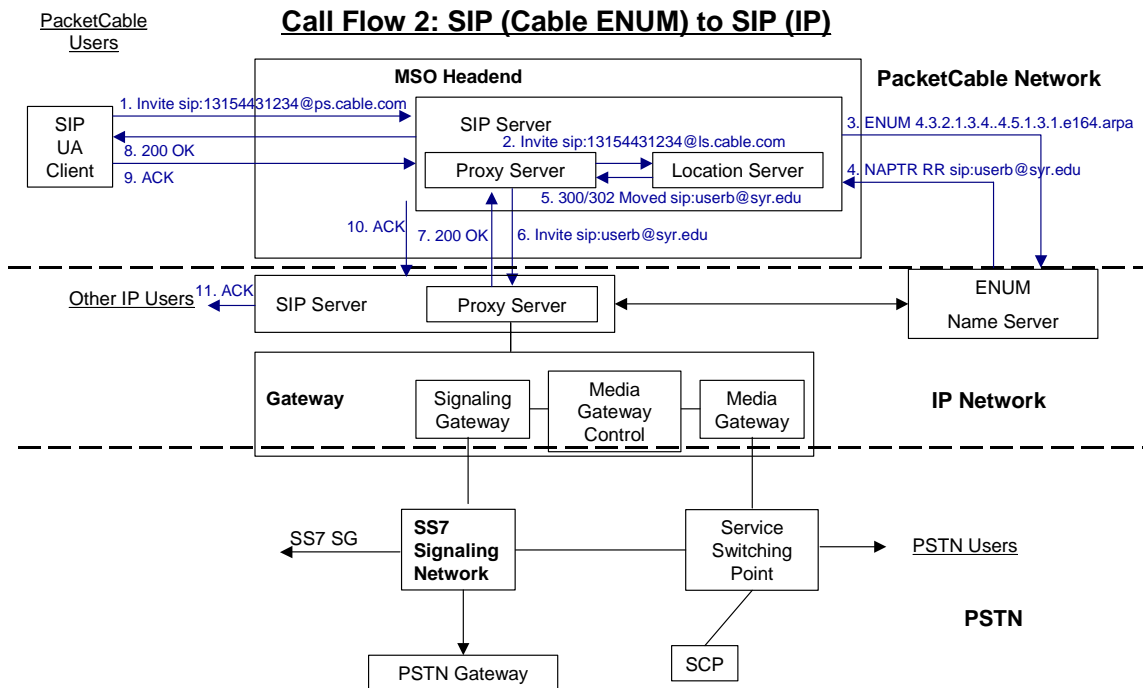 Call Flow 2: SIP (Cable ENUM) to SIP (IP)
PacketCable
Users
MSO Headend
PacketCable Network
1. Invite sip:13154431234@ps.cable.com
SIP
UA
Client
SIP Server
3. ENUM 4.3.2.1.3.4..4.5.1.3.1.e164.arpa
2. Invite sip:13154431234@ls.cable.com
8. 200 OK
9. ACK
Proxy Server
Location Server
4. NAPTR RR sip:userb@syr.edu
5. 300/302 Moved sip:userb@syr.edu
10. ACK
7. 200 OK
6. Invite sip:userb@syr.edu
Other IP Users
11. ACK
SIP Server
Proxy Server
ENUM
Name Server
Gateway
Signaling
Gateway
Media
Gateway
Control
Media
Gateway
IP Network
SS7 SG
SS7
Signaling
Network
Service
Switching
Point
PSTN Users
PSTN
PSTN Gateway
SCP